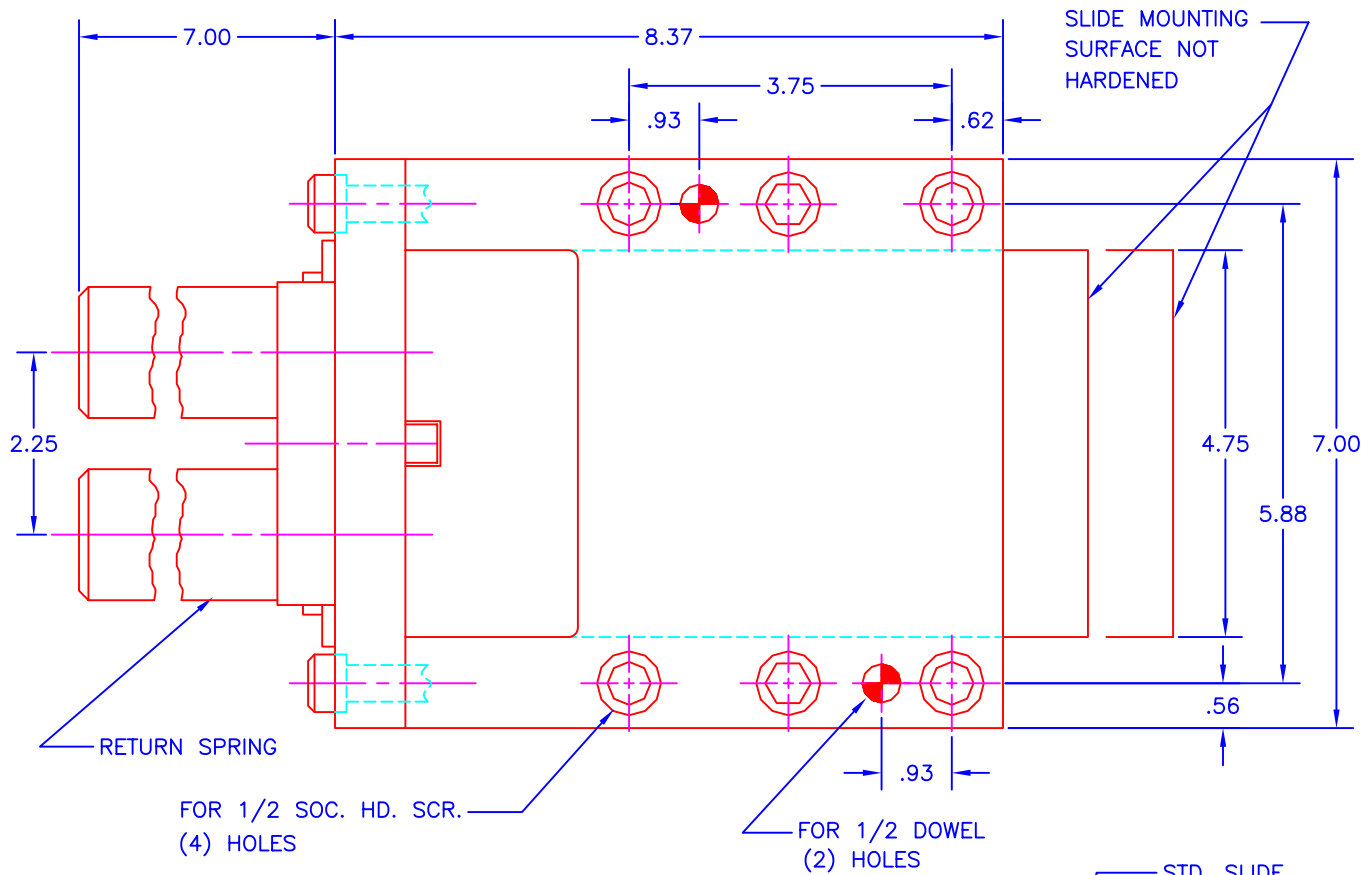 7.00
8.37
SLIDE MOUNTING
SURFACE NOT
HARDENED
3.75
.93
.62
2.25
4.75
7.00
5.88
.56
.93
RETURN SPRING
FOR 1/2 SOC. HD. SCR.
(4) HOLES
FOR 1/2 DOWEL
(2) HOLES
STD. SLIDE